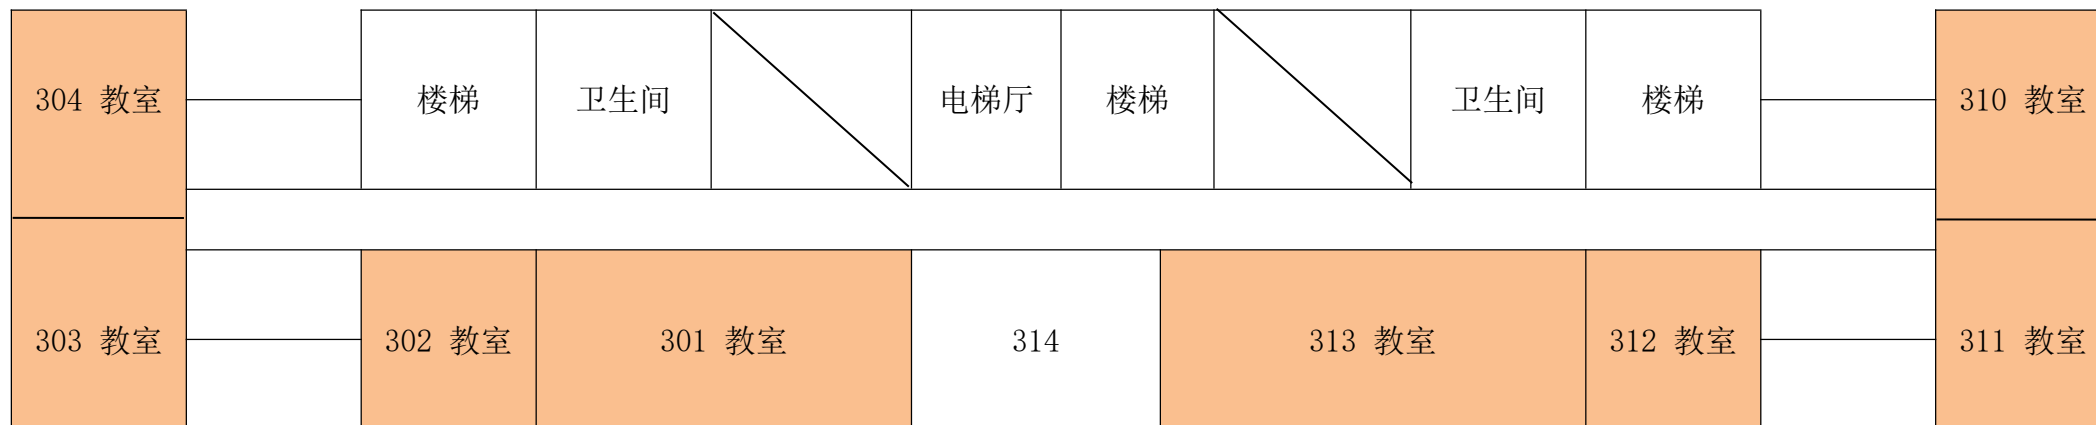 304 教室
楼梯
卫生间
电梯厅
楼梯
卫生间
楼梯
310 教室
303 教室
302 教室
301 教室
314
313 教室
312 教室
311 教室